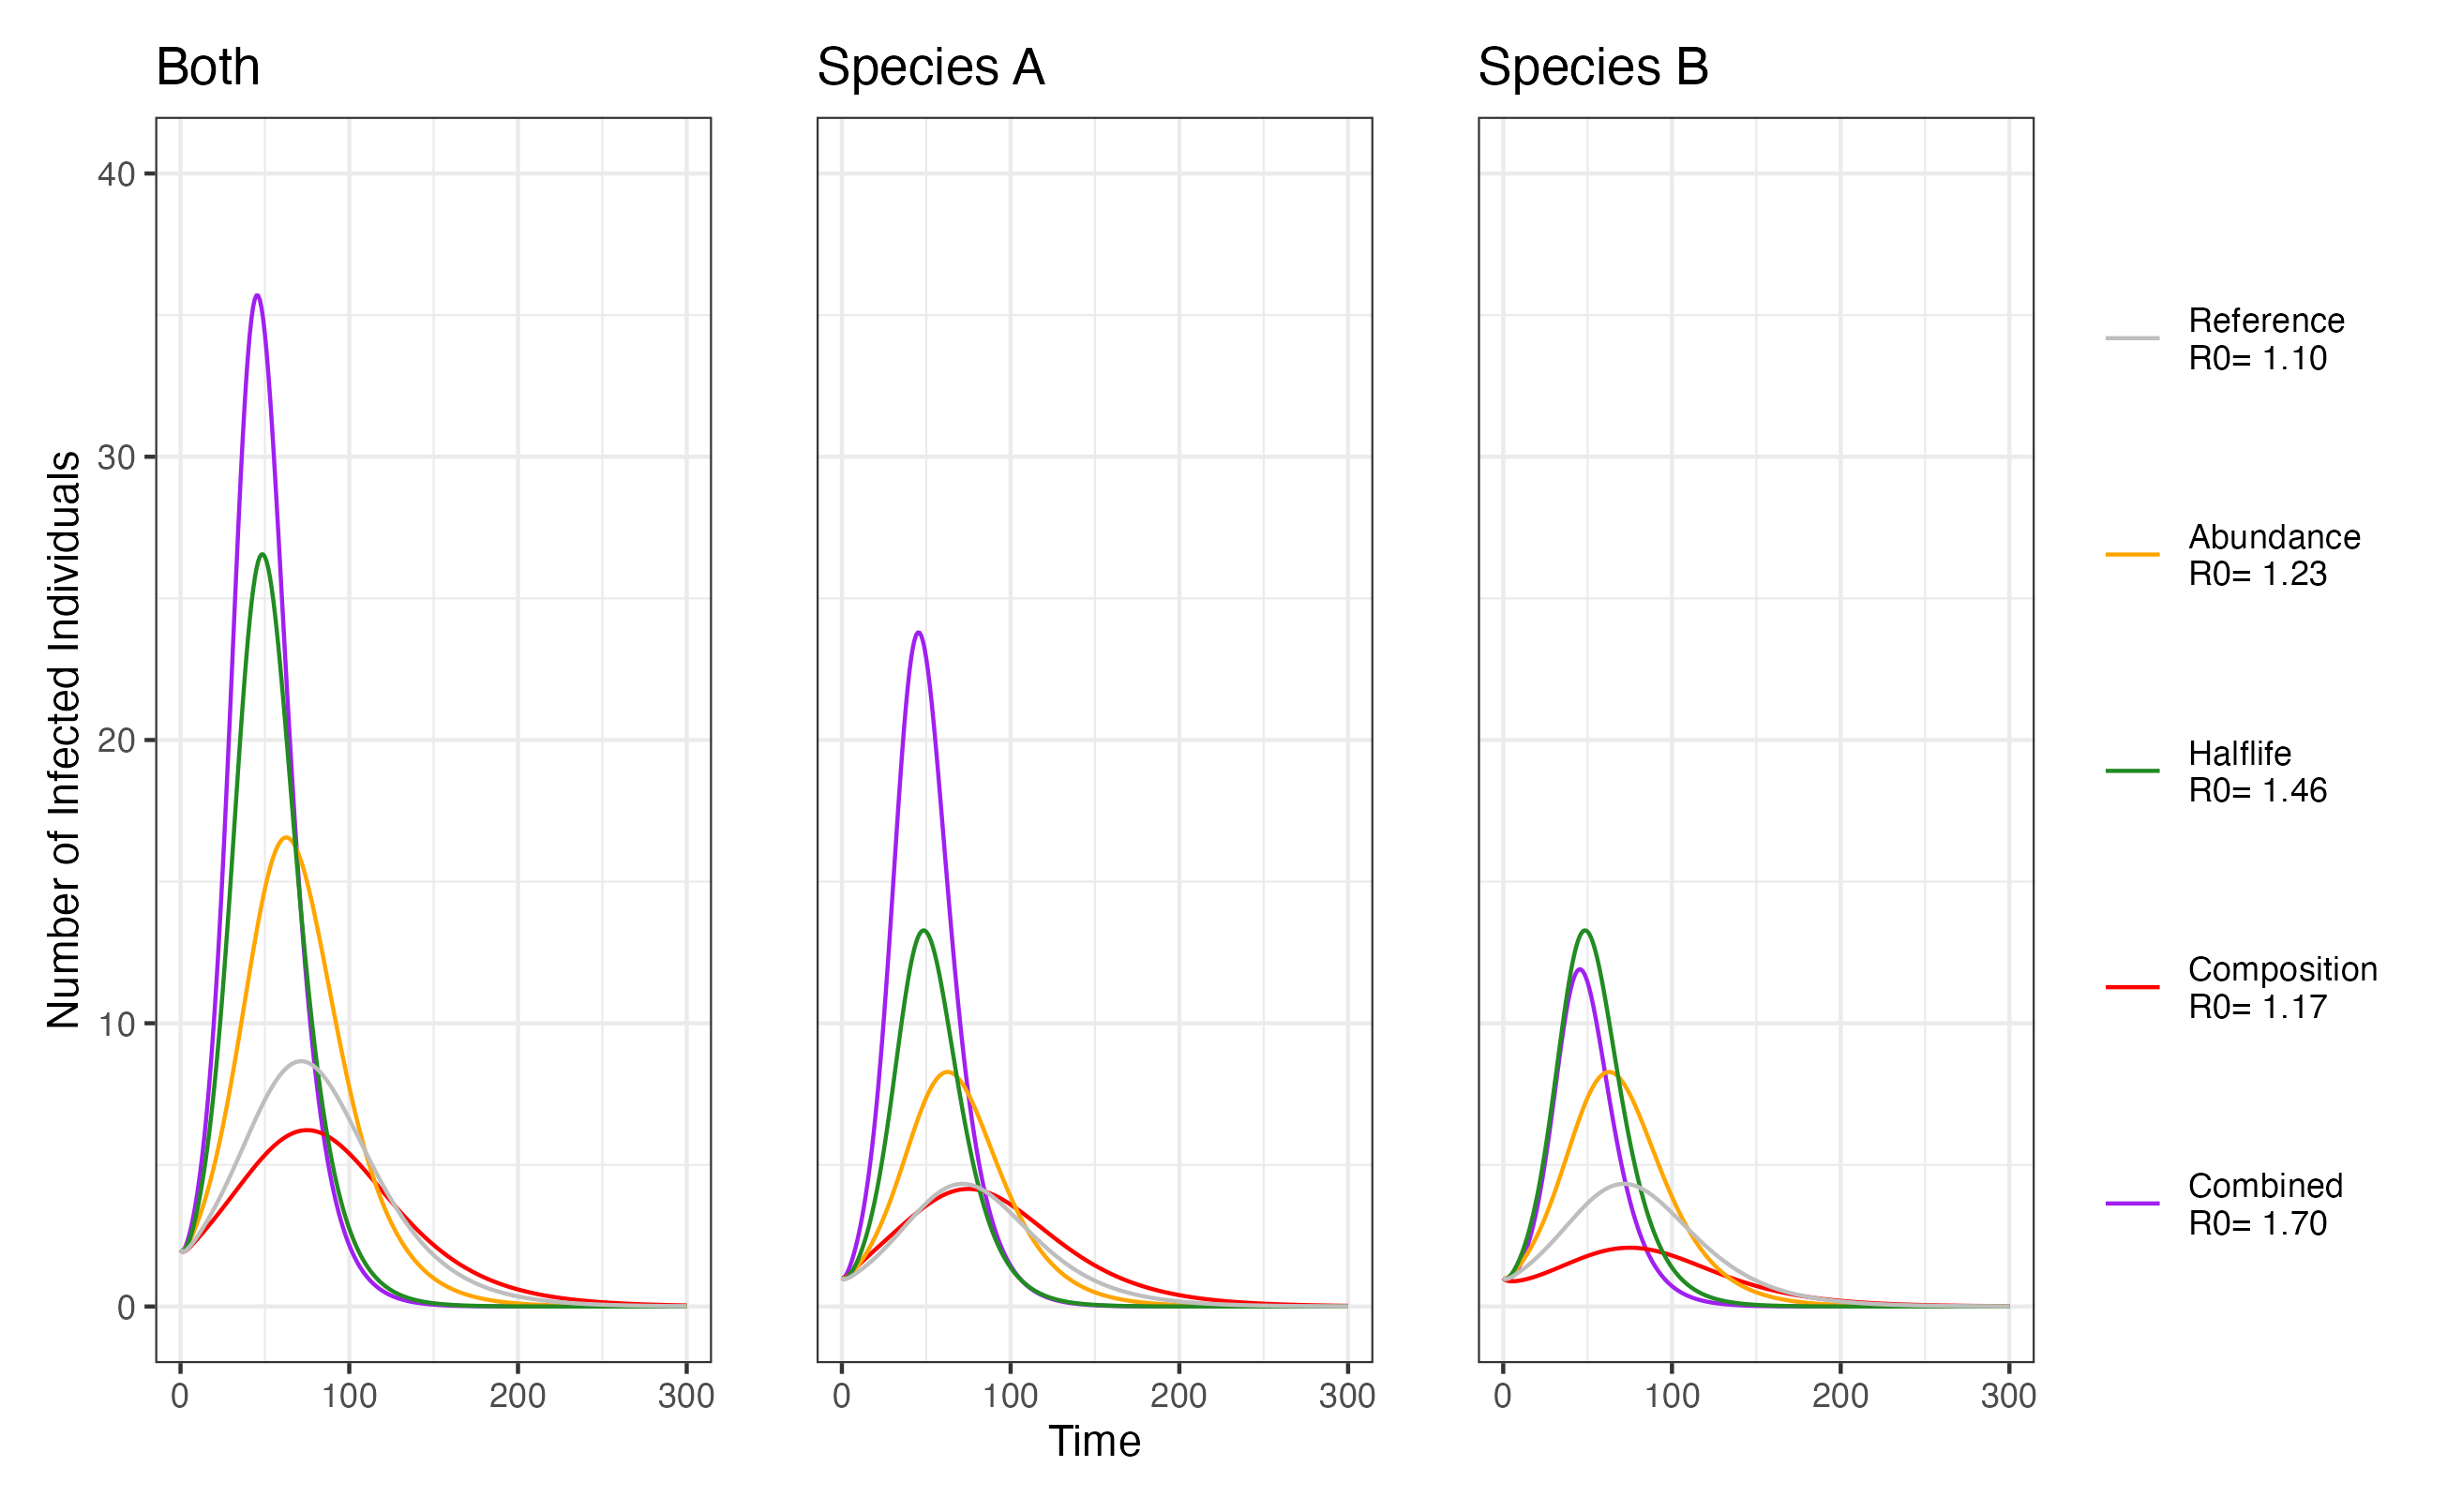 Both
Species A
Species B
Number of Infected Individuals
40
30
20
10
0
0 100 200 300
0 100 200 300
0 100 200 300
Time
Reference
R0= 1.10
Abundance
R0= 1.23
Halflife
R0= 1.46
Composition
R0= 1.17
Combined
R0= 1.70